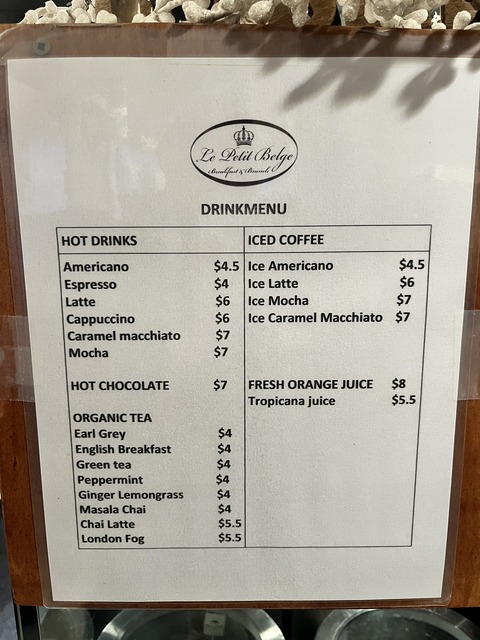 Le Petit Belge
Breakfast & Brunch
DRINKMENU
HOT DRINKS
Americano $4.5
Espresso $4
Latte $6
Cappuccino $6
Caramel macchiato $7
Mocha $7
HOT CHOCOLATE $7
ORGANIC TEA
Earl Grey $4
English Breakfast $4
Green tea $4
Peppermint $4
Ginger Lemongrass $4
Masala Chai $4
Chai Latte $5.5
London Fog $5.5
ICED COFFEE
Ice Americano $4.5
Ice Latte $6
Ice Mocha $7
Ice Caramel Macchiato $7
FRESH ORANGE JUICE $8
Tropicana juice $5.5